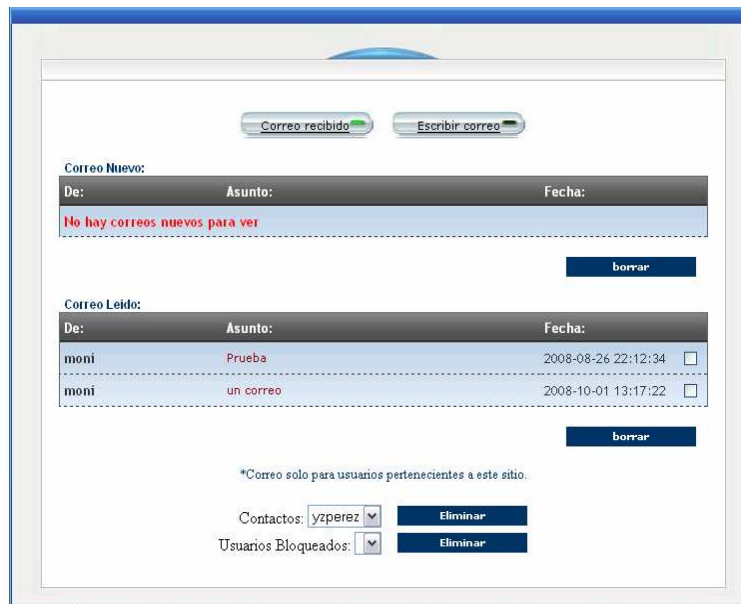 Correo recibido Escribir correo
Correo Nuevo:
De: Asunto: Fecha:
No hay correos nuevos para ver
borrar
Correo Leido:
De: Asunto: Fecha:
moni Prueba 2008-08-26 22:12:34
moni un correo 2008-10-01 13:17:22
borrar
*Correo solo para usuarios pertenecientes a este sitio.
Contactos: yzperez Eliminar
Usuarios Bloqueados: Eliminar